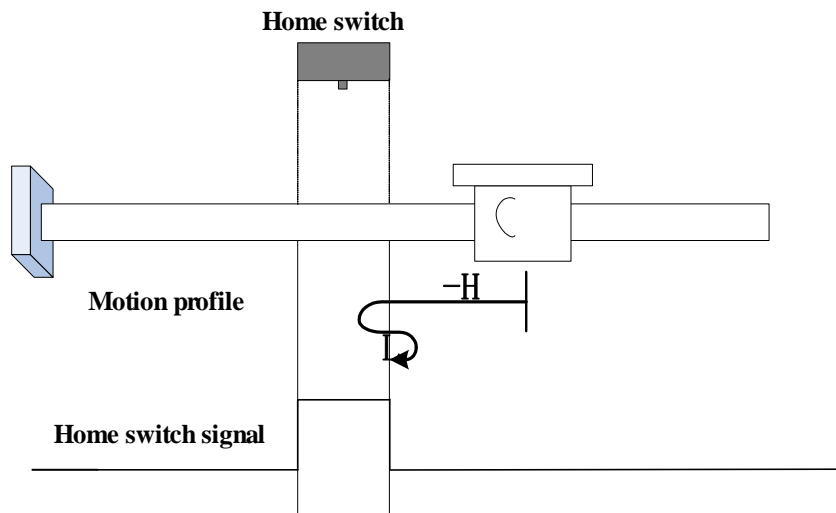 Home switch
Motion profile
−H
L
Home switch signal